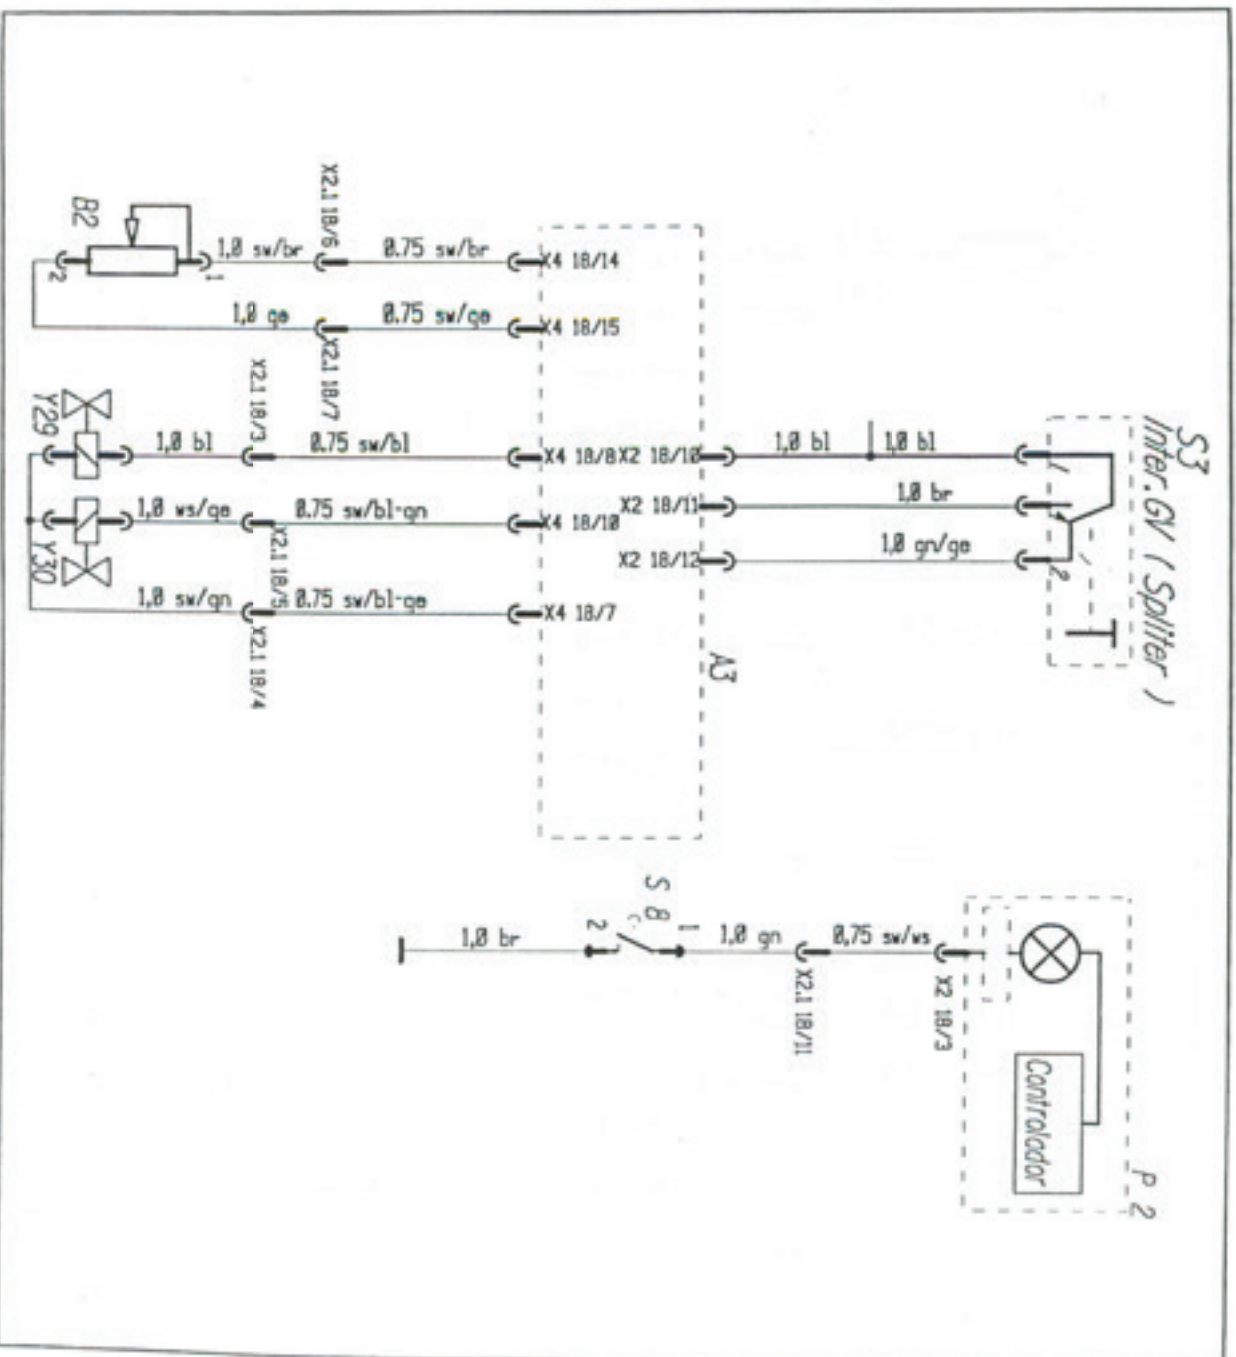 S3
Inter.GV ( Spliter )
B2
X2.1 18/6
1,0 sw/br
0.75 sw/br
X4 18/14
2
1
1,0 ge
0.75 sw/ge
X4 18/15
X2.1 18/7
X2.1 18/3
Y29
1,0 bl
0.75 sw/bl
X4 18/8
X2 18/10
1,0 bl
1,0 bl
1
X2 18/11
1,0 br
1,0 ws/ge
0.75 sw/bl-gn
X4 18/10
Y30
X2.1 18/5
X2 18/12
1,0 gn/ge
2
1,0 sw/gn
0.75 sw/bl-ge
X4 18/7
X2.1 18/4
A3
S 8
2
1
1,0 br
1,0 gn
0,75 sw/ws
X2.1 18/11
X2 18/3
Controlador
P 2